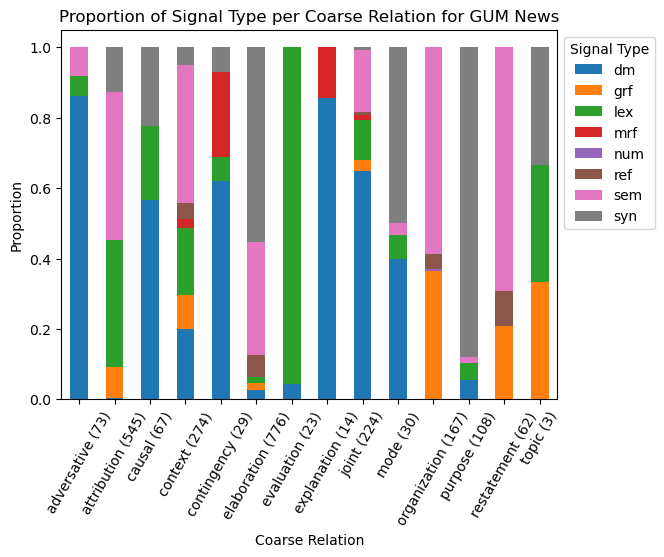 Proportion of Signal Type per Coarse Relation for GUM News
1.0
0.8
0.6
0.4
0.2
0.0
Proportion
adversative (73)
attribution (545)
causal (67)
context (274)
contingency (29)
elaboration (776)
evaluation (23)
explanation (14)
joint (224)
mode (30)
organization (167)
purpose (108)
restatement (62)
topic (3)
Coarse Relation
Signal Type
dm
grf
lex
mrf
num
ref
sem
syn